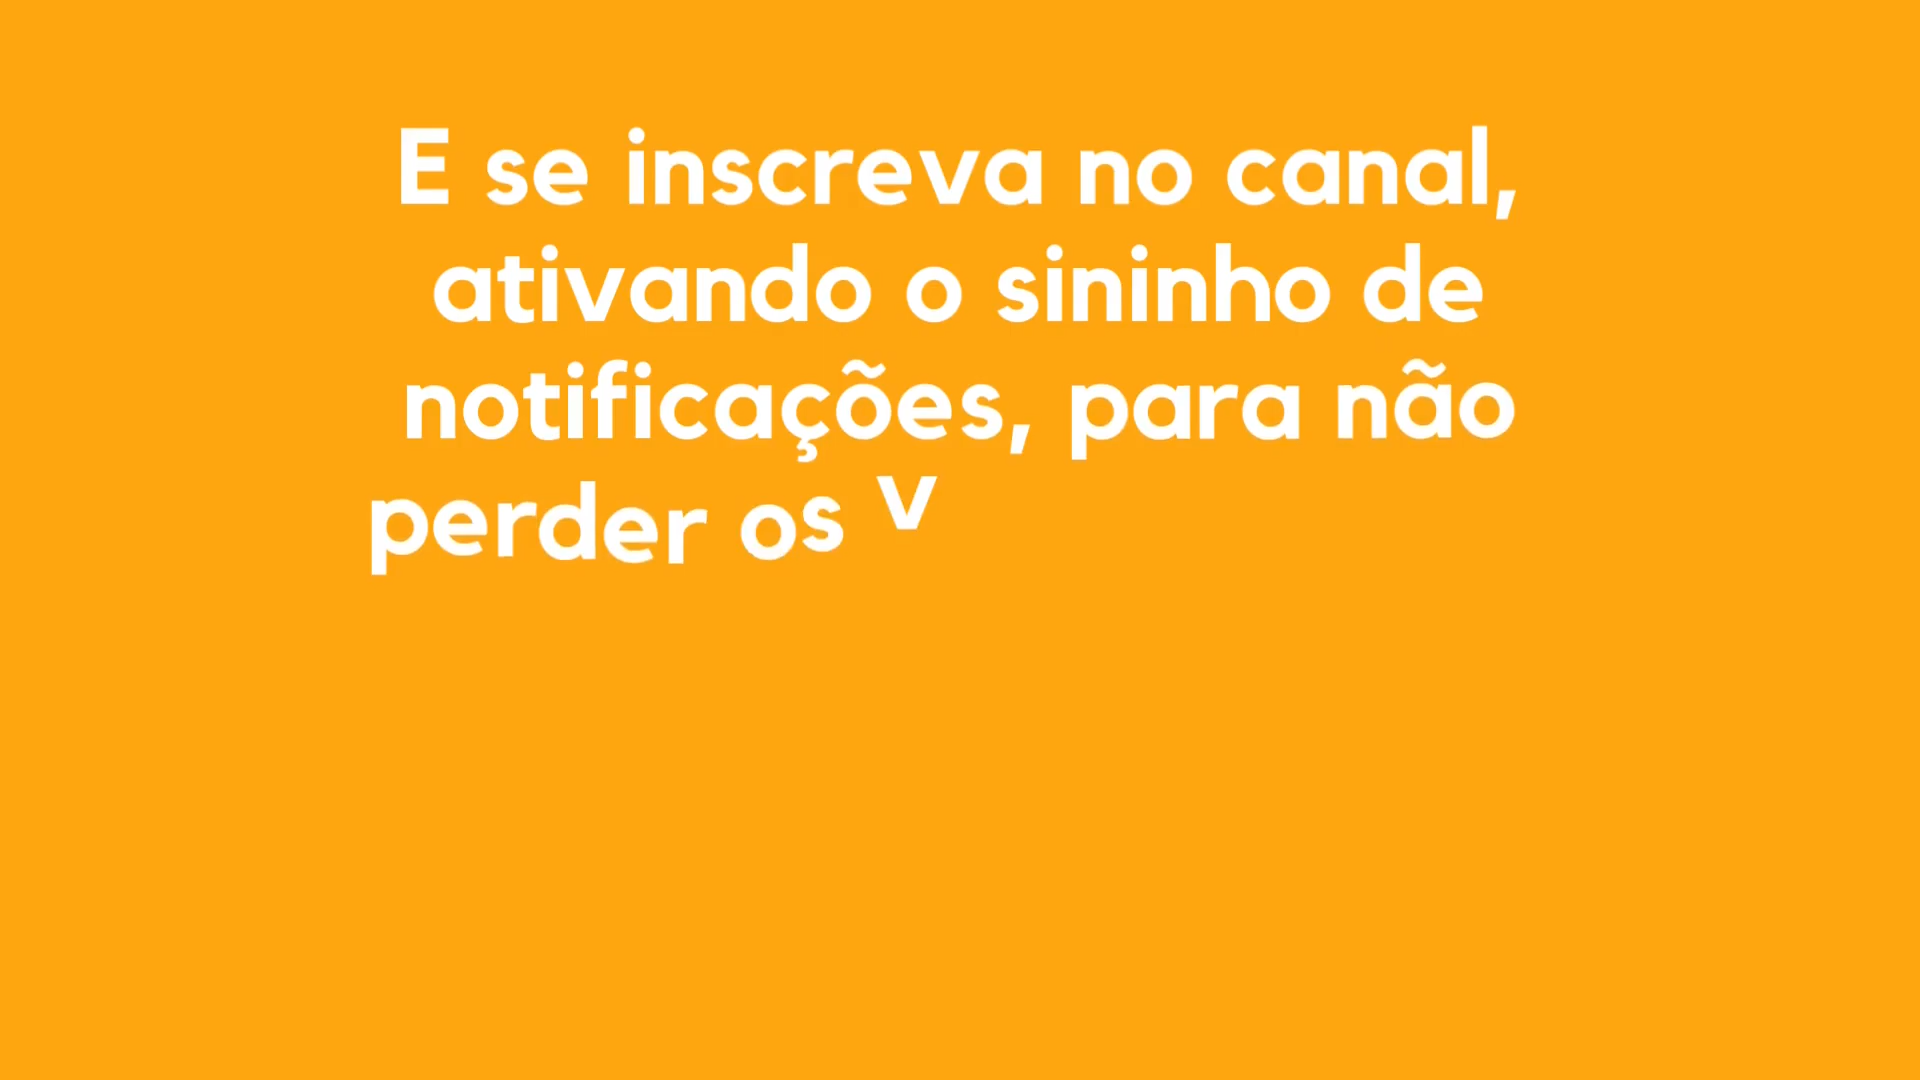 E se inscreva no canal,
ativando o sininho de
notificações, para não
perder os v